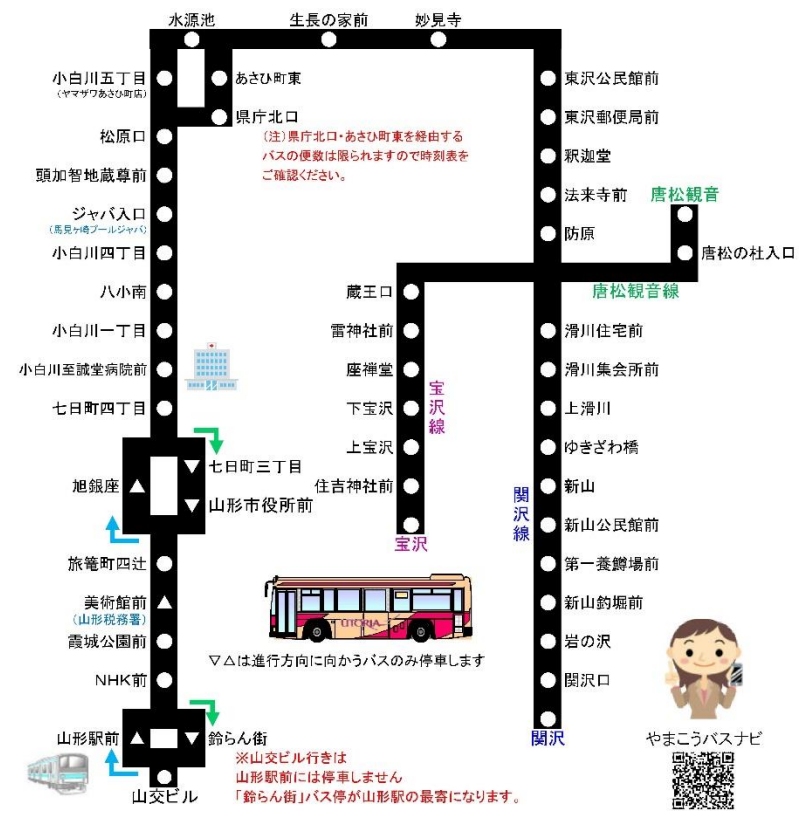 水源池
生長の家前
妙見寺
小白川五丁目
(ヤマザワあさひ町店)
あさひ町東
県庁北口
(注)県庁北口・あさひ町東を経由する
バスの便数は限られますので時刻表を
ご確認ください。
松原口
頭加智地蔵尊前
ジャバ入口
(馬見ヶ崎プールジャバ)
小白川四丁目
八小南
小白川一丁目
小白川至誠堂病院前
七日町四丁目
七日町三丁目
旭銀座
山形市役所前
旅篭町四辻
美術館前
(山形税務署)
霞城公園前
NHK前
山形駅前
鈴らん街
山交ビル
※山交ビル行きは
山形駅前には停車しません
「鈴らん街」バス停が山形駅の最寄になります。
東沢公民館前
東沢郵便局前
釈迦堂
法来寺前
防原
唐松観音
唐松の杜入口
唐松観音線
蔵王口
雷神社前
座禅堂
下宝沢
上宝沢
住吉神社前
宝沢
宝沢線
滑川住宅前
滑川集会所前
上滑川
ゆきざわ橋
新山
新山公民館前
第一養鱒場前
新山釣堀前
岩の沢
関沢口
関沢
関沢線
UTOPIA
▽△は進行方向に向かうバスのみ停車します
やまこうバスナビ